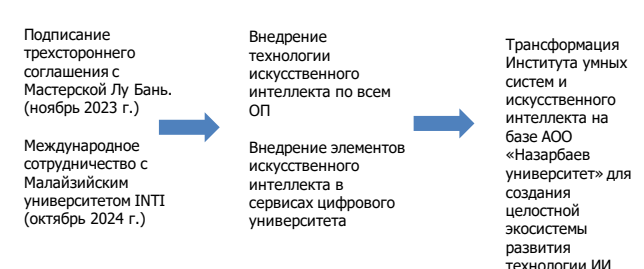 Подписание
трехстороннего
соглашения с
Мастерской Лу Бань.
(ноябрь 2023 г.)
Международное
сотрудничество с
Малайзийским
университетом INTI
(октябрь 2024 г.)
Внедрение
технологии
искусственного
интеллекта по всем
ОП
Внедрение элементов
искусственного
интеллекта в
сервисах цифрового
университета
Трансформация
Института умных
систем и
искусственного
интеллекта на
базе АОО
«Назарбаев
университет» для
создания
целостной
экосистемы
развития
технологии ИИ